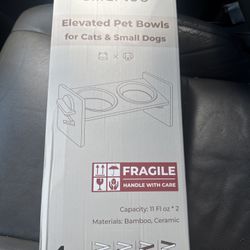 Elevated Pet Bowls
for Cats & Small Dogs
FRAGILE
HANDLE WITH CARE
Capacity: 11 Fl oz * 2
Materials: Bamboo, Ceramic